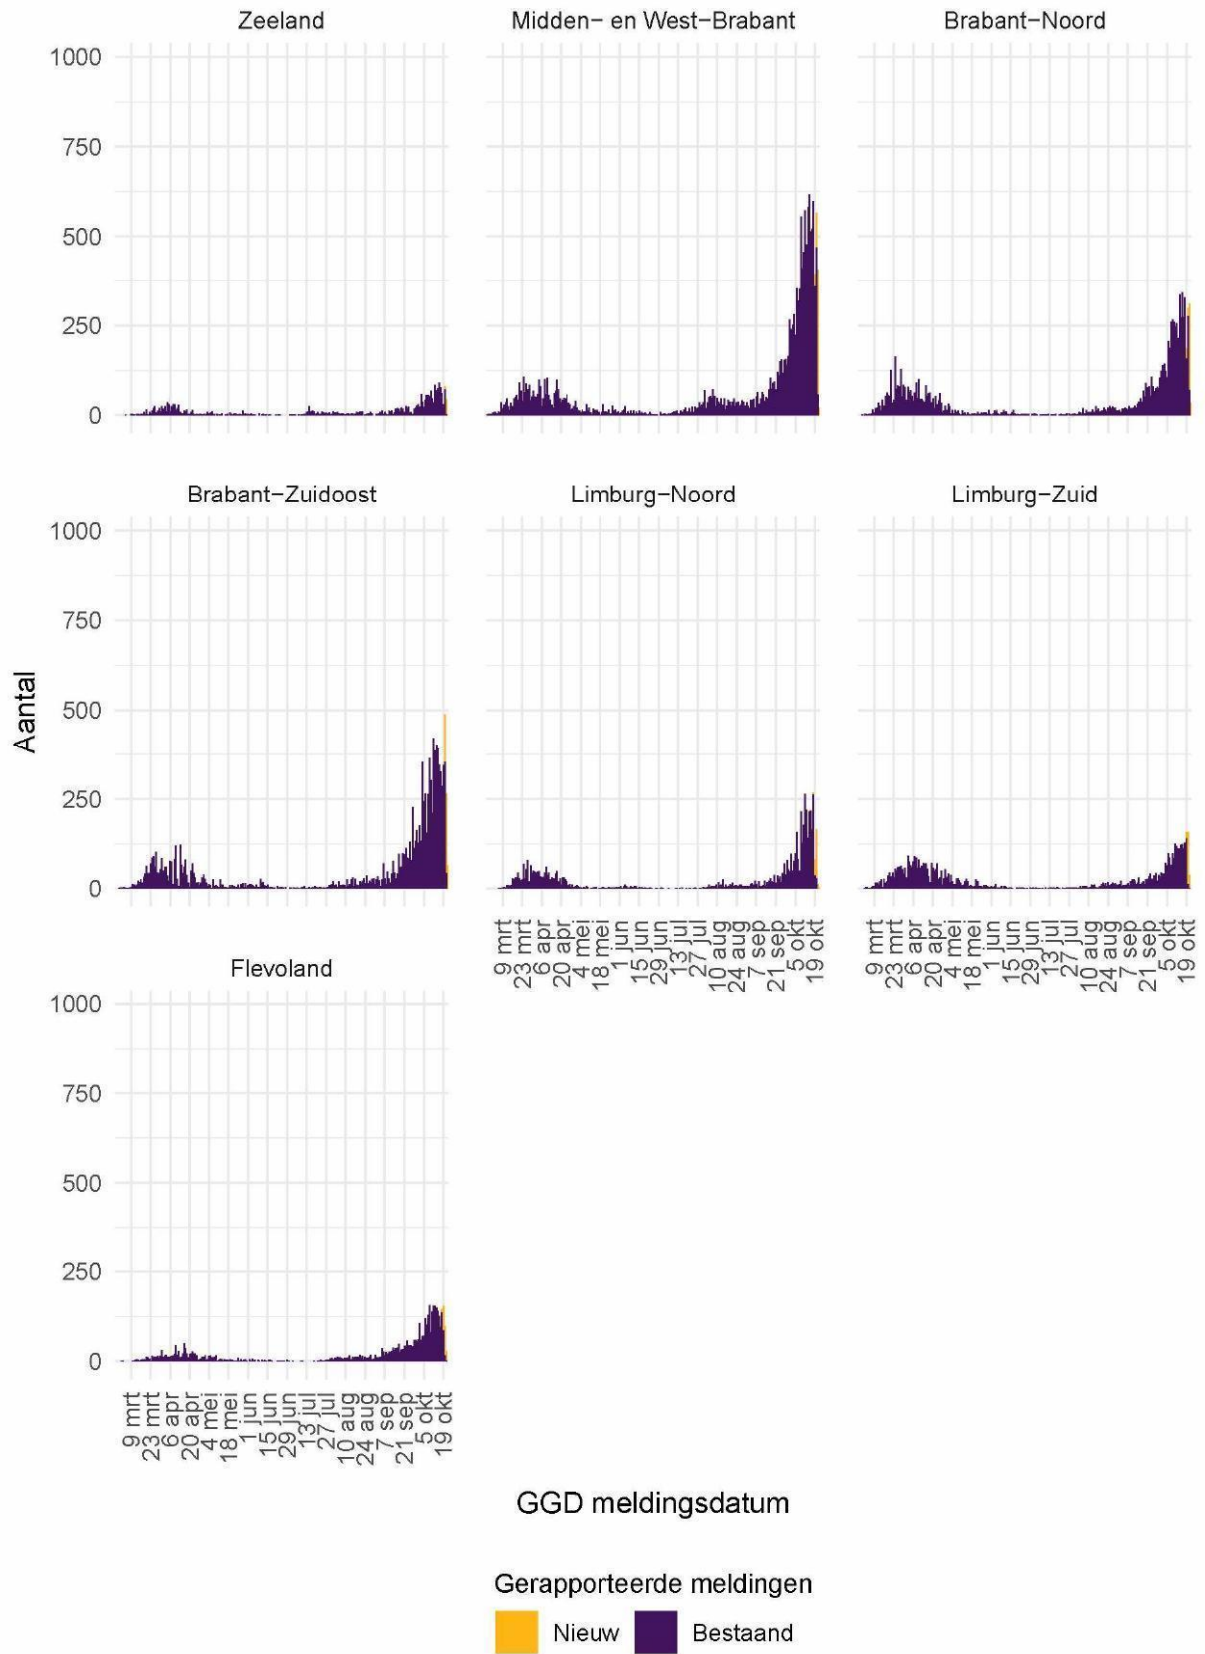 Zeeland
Midden− en West−Brabant
Brabant−Noord
1000
750
500
250
0
Brabant−Zuidoost
Limburg−Noord
Limburg−Zuid
1000
750
500
250
0
Aantal
9 mrt
23 mrt
6 apr
20 apr
4 mei
18 mei
1 jun
15 jun
29 jun
13 jul
27 jul
10 aug
24 aug
7 sep
21 sep
5 okt
19 okt
9 mrt
23 mrt
6 apr
20 apr
4 mei
18 mei
1 jun
15 jun
29 jun
13 jul
27 jul
10 aug
24 aug
7 sep
21 sep
5 okt
19 okt
Flevoland
1000
750
500
250
0
9 mrt
23 mrt
6 apr
20 apr
4 mei
18 mei
1 jun
15 jun
29 jun
13 jul
27 jul
10 aug
24 aug
7 sep
21 sep
5 okt
19 okt
GGD meldingsdatum
Gerapporteerde meldingen
Nieuw
Bestaand